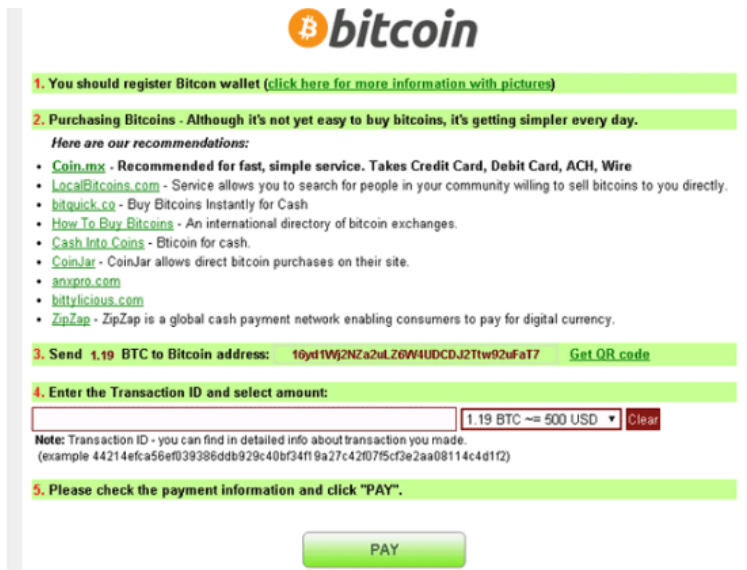 bitcoin
1. You should register Bitcon wallet (click here for more information with pictures)
2. Purchasing Bitcoins - Although it's not yet easy to buy bitcoins, it's getting simpler every day.
Here are our recommendations:
• Coin.mx - Recommended for fast, simple service. Takes Credit Card, Debit Card, ACH, Wire
• LocalBitcoins.com - Service allows you to search for people in your community willing to sell bitcoins to you directly.
• bitquick.co - Buy Bitcoins Instantly for Cash
• How To Buy Bitcoins - An international directory of bitcoin exchanges.
• Cash Into Coins - Bticoin for cash.
• CoinJar - CoinJar allows direct bitcoin purchases on their site.
• anxpro.com
• bittylicious.com
• ZipZap - ZipZap is a global cash payment network enabling consumers to pay for digital currency.
3. Send 1.19 BTC to Bitcoin address: 16yd1Wj2NZa2uLZ6W4UDCDJ2Ttw92uFaT7 Get QR code
4. Enter the Transaction ID and select amount:
1.19 BTC ~= 500 USD Clear
Note: Transaction ID - you can find in detailed info about transaction you made.
(example 44214efca56ef039386ddb929c40bf34f19a27c42f07f5cf3e2aa08114c4d1f2)
5. Please check the payment information and click "PAY".
PAY